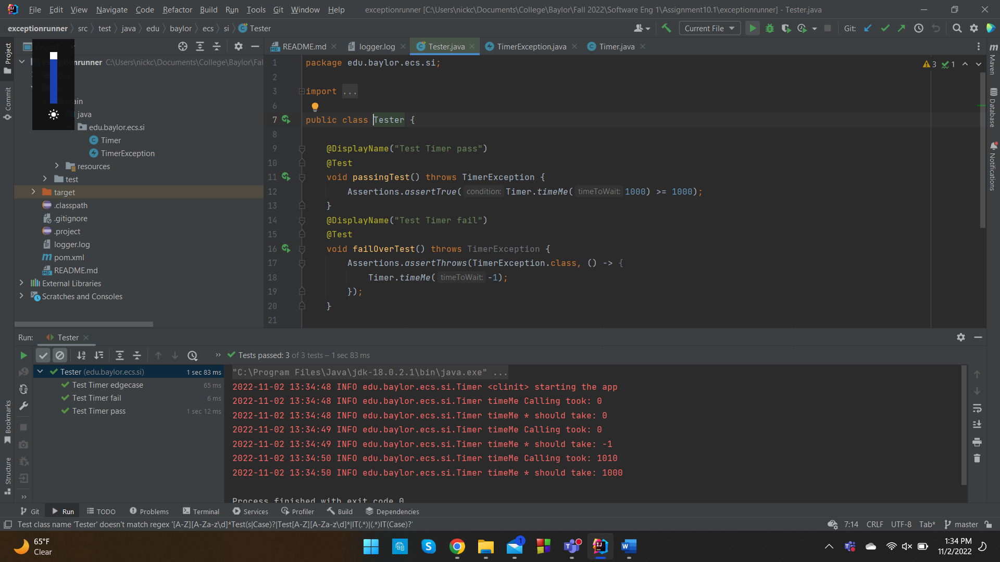 File Edit View Navigate Code Refactor Build Run Tools Git Window Help exceptionrunner [C:\Users\nickc\Documents\College\Baylor\Fall 2022\Software Eng 1\Assignment10.1\exceptionrunner] - Tester.java
exceptionrunner src test java edu baylor ecs si Tester Current File Git:
README.md logger.log Tester.java TimerException.java Timer.java
Project
Commit
Bookmarks
Structure
Maven
Database
Notifications
exceptionrunner C:\Users\nickc\Documents\College\Baylor\Fal
main
java
edu.baylor.ecs.si
Timer
TimerException
resources
test
target
.classpath
.gitignore
.project
logger.log
pom.xml
README.md
External Libraries
Scratches and Consoles
3 1
1 package edu.baylor.ecs.si;
2
3 import ...
6
7 public class Tester {
8
9 @DisplayName("Test Timer pass")
10 @Test
11 void passingTest() throws TimerException {
12 Assertions.assertTrue( condition: Timer.timeMe( timeToWait: 1000) >= 1000);
13 }
14 @DisplayName("Test Timer fail")
15 @Test
16 void failOverTest() throws TimerException {
17 Assertions.assertThrows(TimerException.class, () -> {
18 Timer.timeMe( timeToWait: -1);
19 });
20 }
21
Run: Tester
Tests passed: 3 of 3 tests – 1 sec 83 ms
Tester (edu.baylor.ecs.si) 1 sec 83 ms
Test Timer edgecase 65 ms
Test Timer fail 6 ms
Test Timer pass 1 sec 12 ms
"C:\Program Files\Java\jdk-18.0.2.1\bin\java.exe" ...
2022-11-02 13:34:48 INFO edu.baylor.ecs.si.Timer <clinit> starting the app
2022-11-02 13:34:48 INFO edu.baylor.ecs.si.Timer timeMe Calling took: 0
2022-11-02 13:34:48 INFO edu.baylor.ecs.si.Timer timeMe * should take: 0
2022-11-02 13:34:49 INFO edu.baylor.ecs.si.Timer timeMe Calling took: 0
2022-11-02 13:34:49 INFO edu.baylor.ecs.si.Timer timeMe * should take: -1
2022-11-02 13:34:50 INFO edu.baylor.ecs.si.Timer timeMe Calling took: 1010
2022-11-02 13:34:50 INFO edu.baylor.ecs.si.Timer timeMe * should take: 1000
Process finished with exit code 0
Git Run TODO Problems Terminal Services Profiler Build Dependencies
Test class name 'Tester' doesn't match regex '[A-Z][A-Za-z\d]*Test(s|Case)?|Test[A-Z][A-Za-z\d]*|IT(.*)|(.*)IT(Case)?' 7:14 CRLF UTF-8 Tab* master
65°F
Clear
1
1:34 PM
11/2/2022